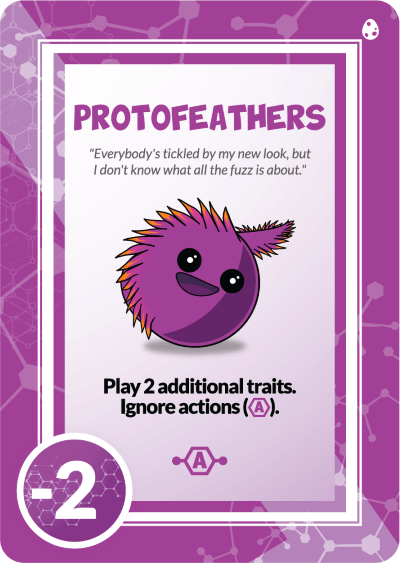 PROTOFEATHERS
"Everybody's tickled by my new look, but
I don't know what all the fuzz is about."
Play 2 additional traits.
Ignore actions (A).
A
-2